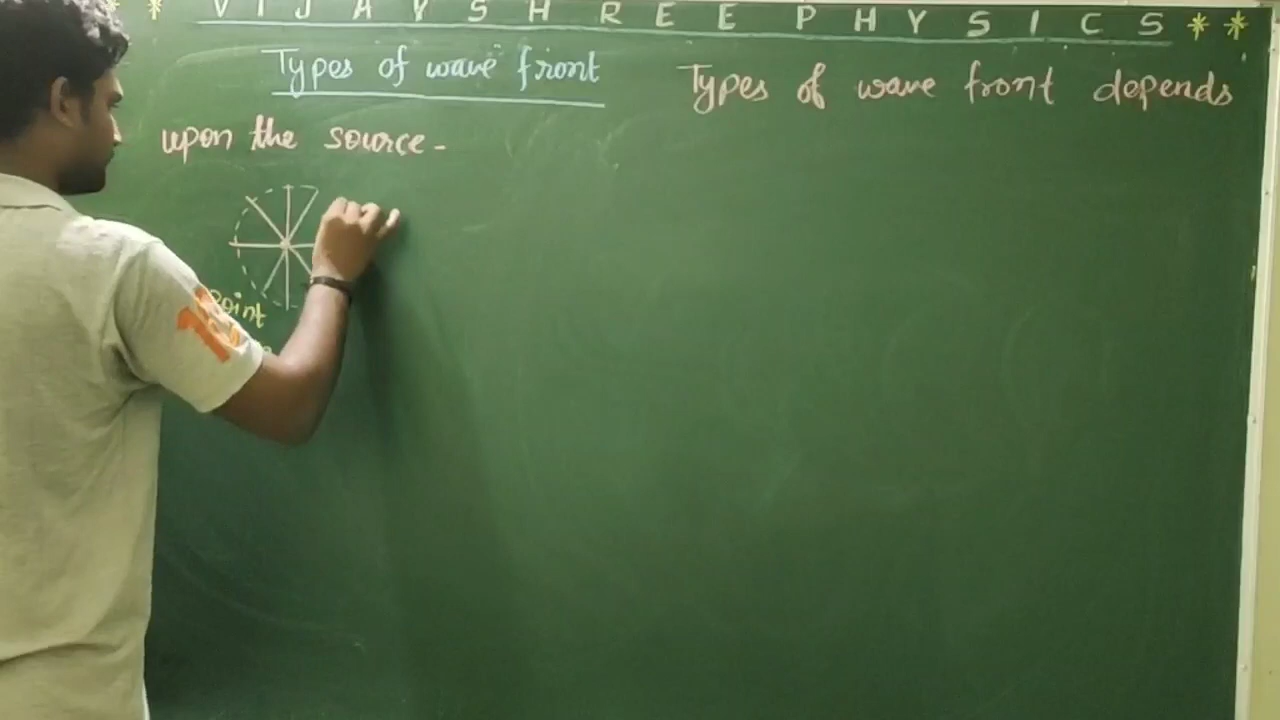 * * V I J A Y S H R E E P H Y S I C S * *
Types of wave front
Types of wave front depends
upon the source-
Point